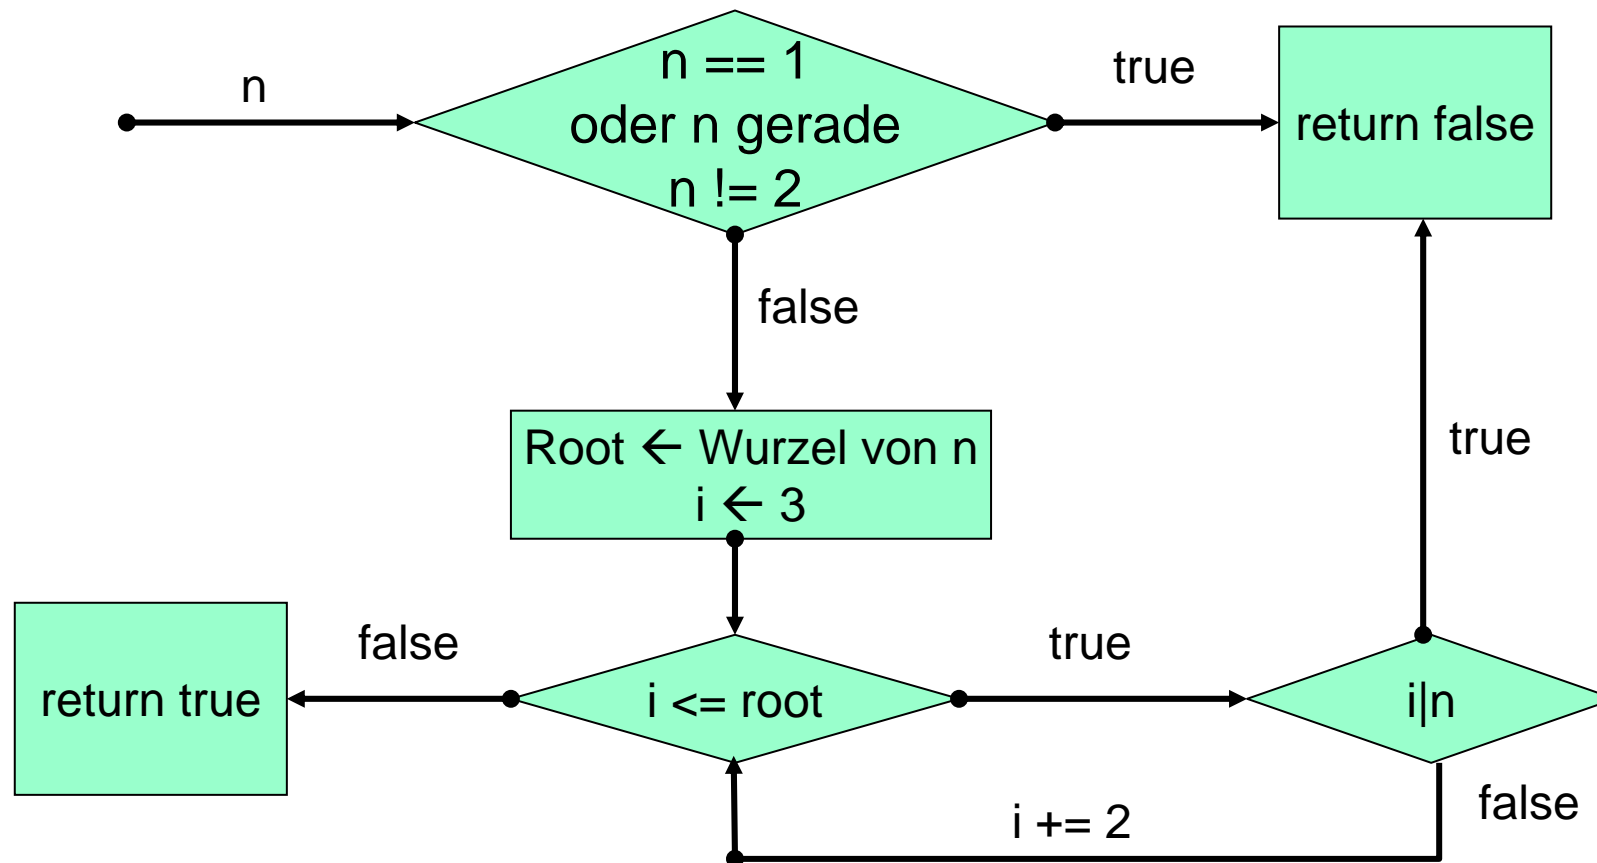 n
n == 1
oder n gerade
n != 2
true
return false
false
Root ← Wurzel von n
i ← 3
true
return true
false
i <= root
true
i|n
false
i += 2